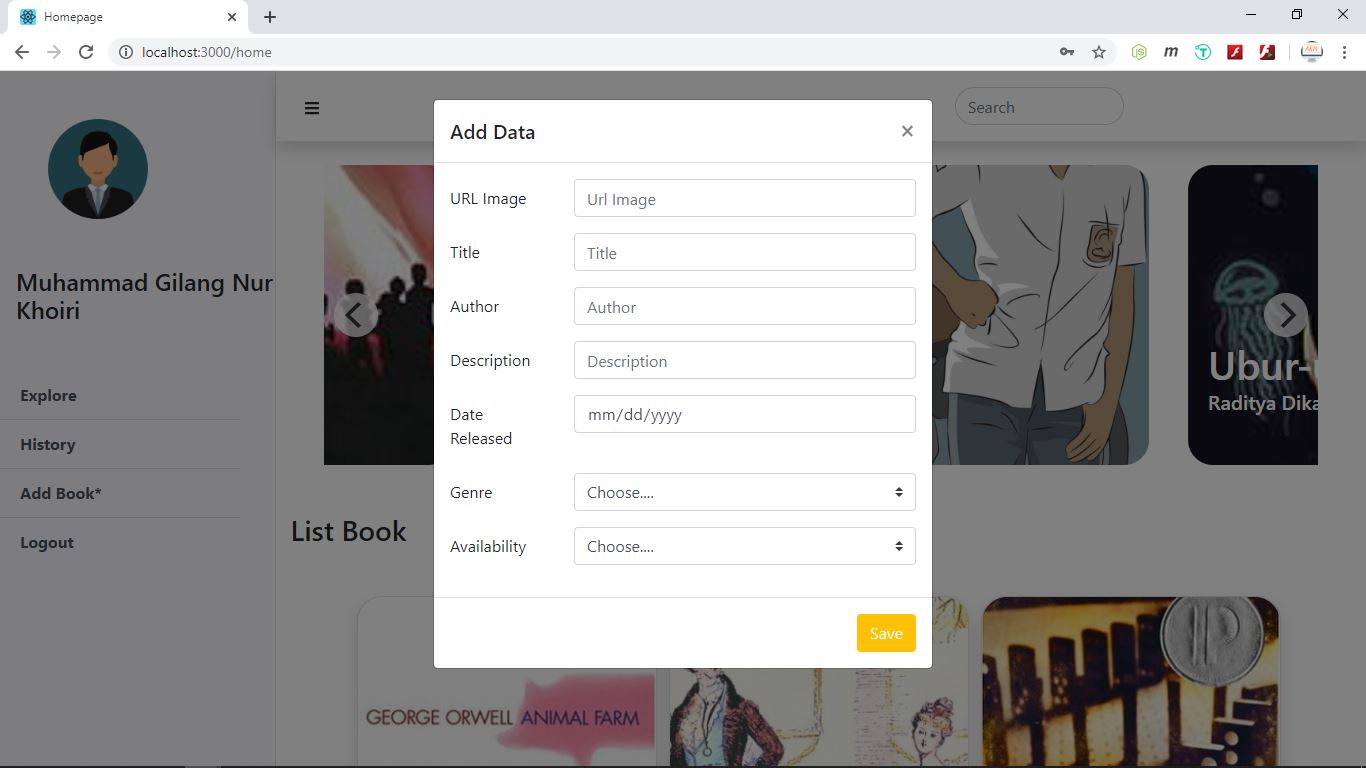 Homepage
localhost:3000/home
Search
Muhammad Gilang Nur
Khoiri
Explore
History
Add Book*
Logout
Add Data
×
URL Image
Url Image
Title
Title
Author
Author
Description
Description
Date
Released
mm/dd/yyyy
Genre
Choose....
Availability
Choose....
Save
Ubur-
Raditya Dika
List Book
GEORGE ORWELL ANIMAL FARM